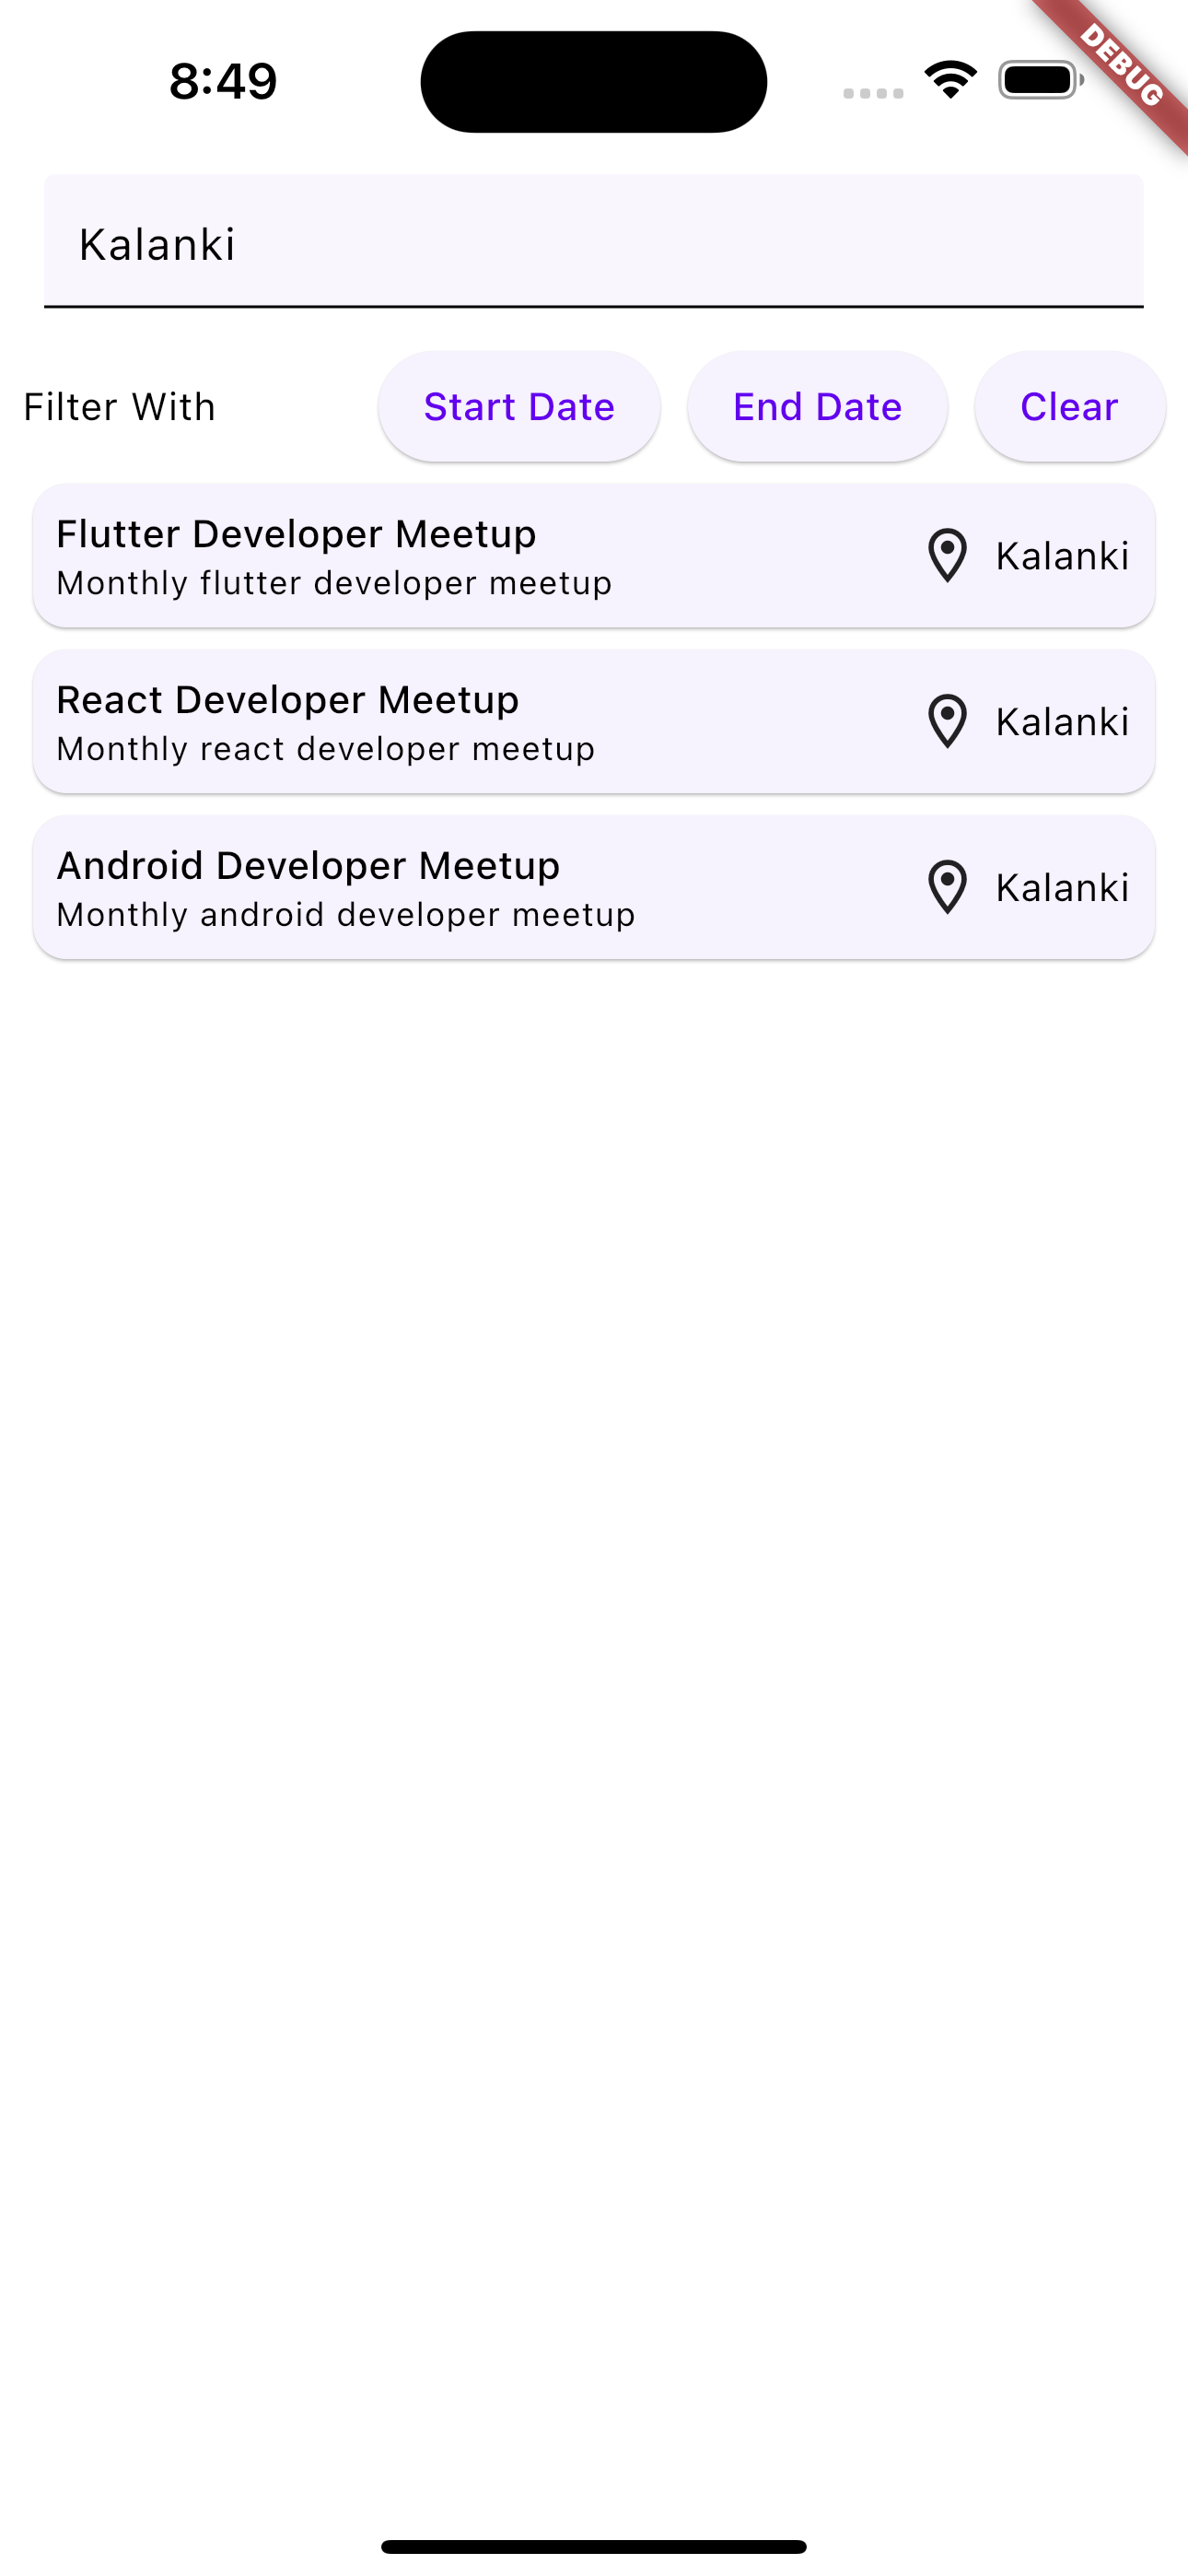 8:49
DEBUG
Kalanki
Filter With Start Date End Date Clear
Flutter Developer Meetup
Monthly flutter developer meetup
Kalanki
React Developer Meetup
Monthly react developer meetup
Kalanki
Android Developer Meetup
Monthly android developer meetup
Kalanki